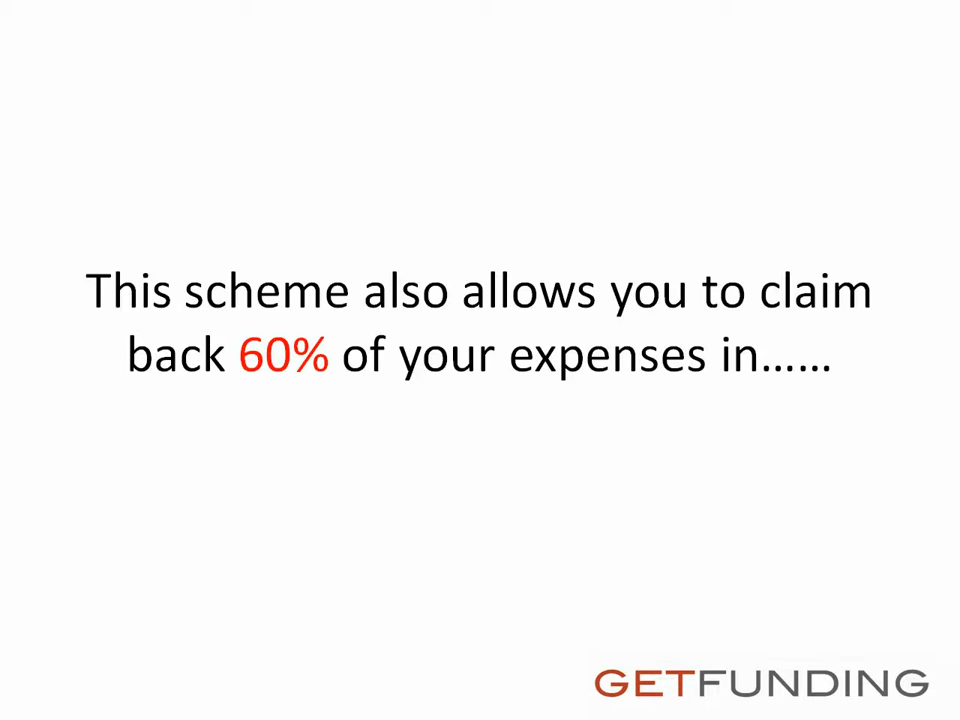 This scheme also allows you to claim
back 60% of your expenses in……
GETFUNDING